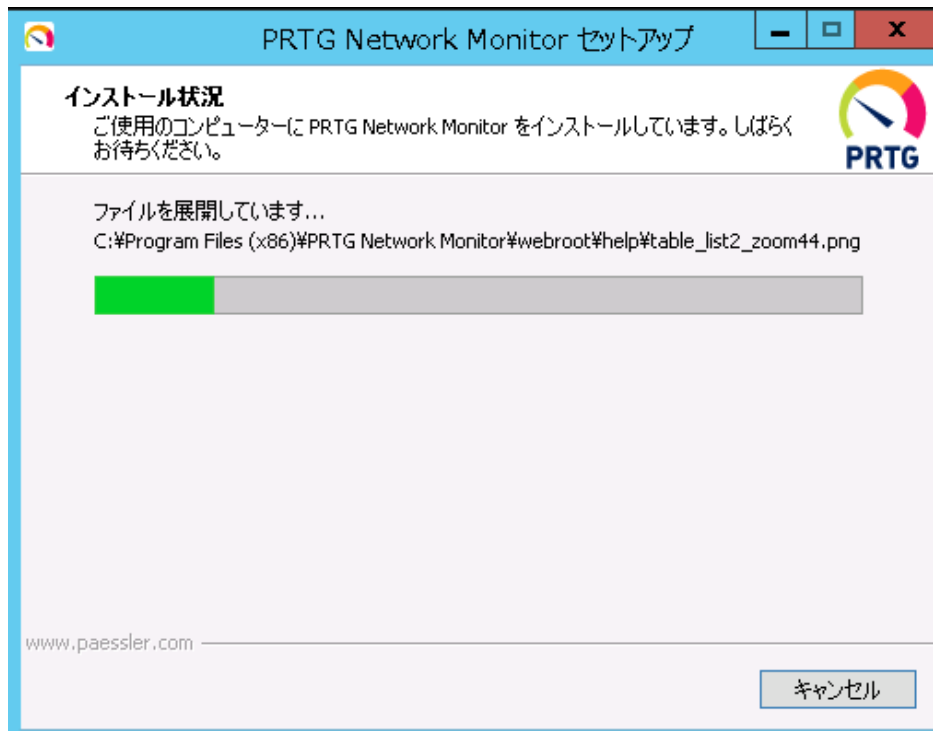 PRTG Network Monitor セットアップ
インストール状況
ご使用のコンピューターに PRTG Network Monitor をインストールしています。しばらく
お待ちください。
PRTG
ファイルを展開しています...
C:¥Program Files (x86)¥PRTG Network Monitor¥webroot¥help¥table_list2_zoom44.png
www.paessler.com
キャンセル